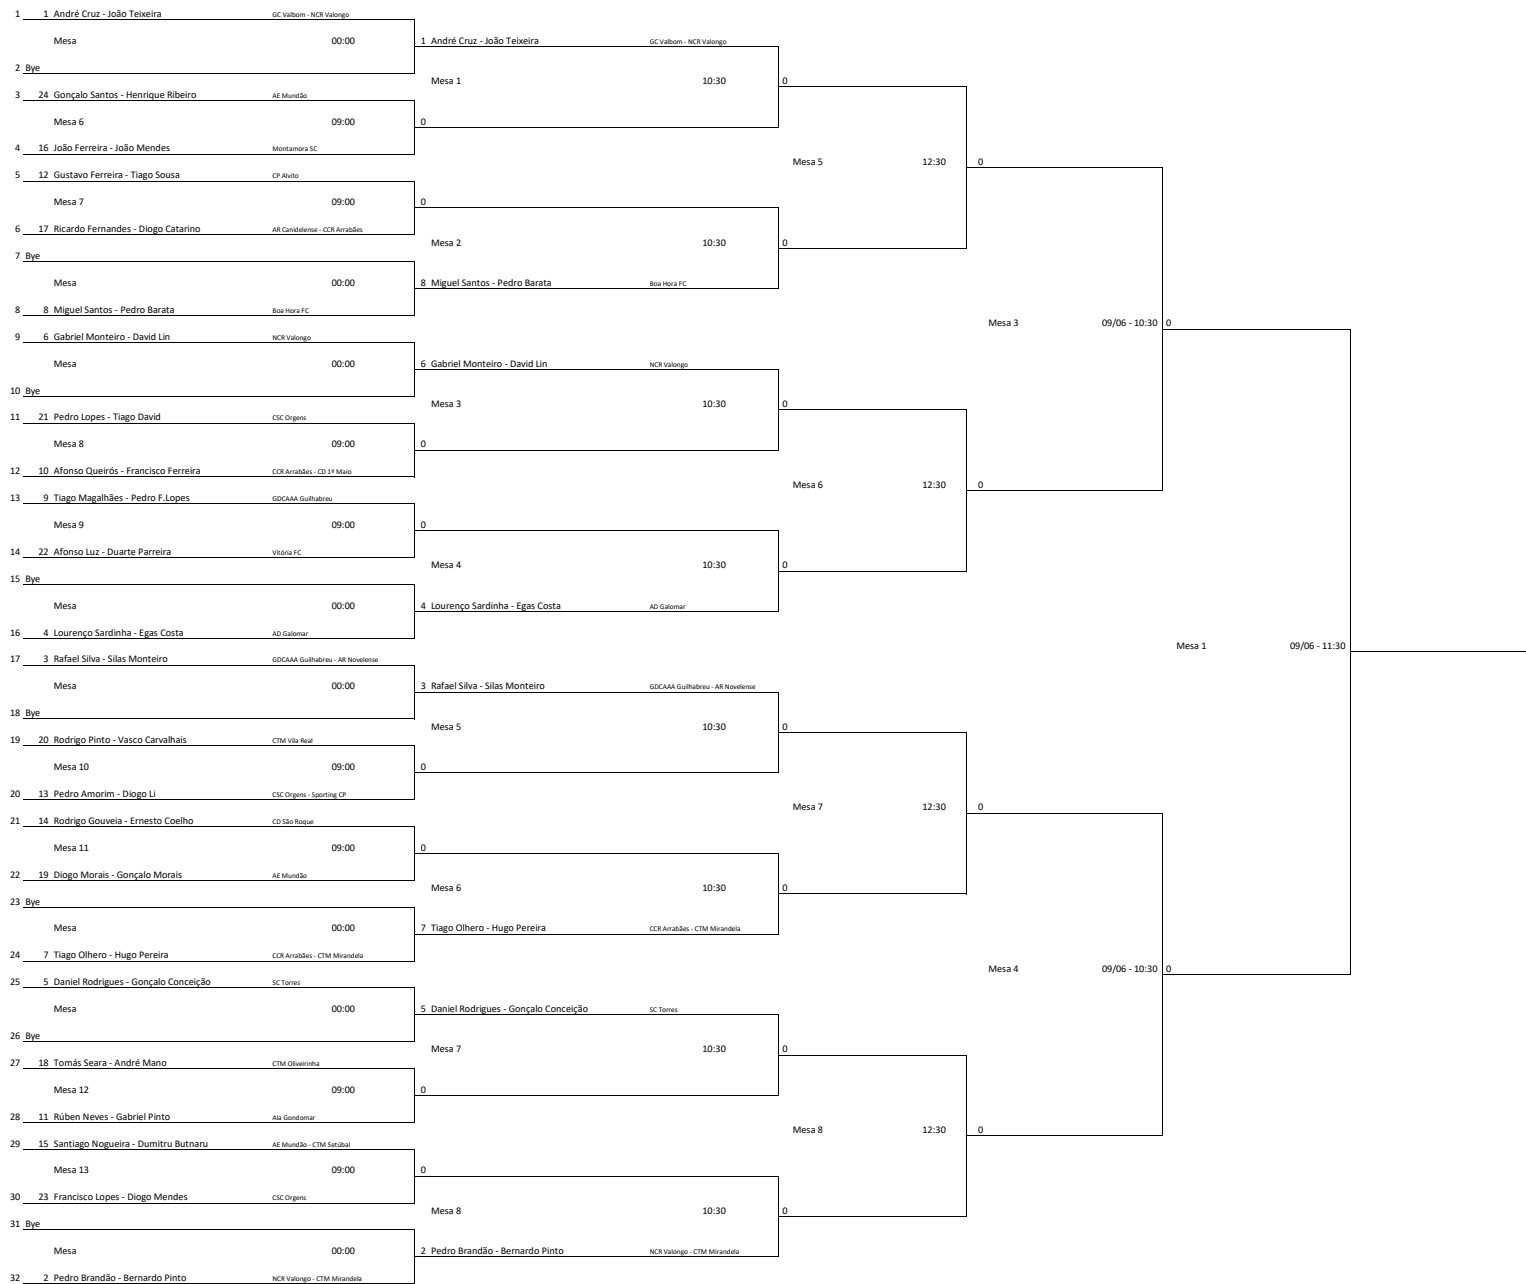 1 1 André Cruz - João Teixeira GC Valbom - NCR Valongo
Mesa 00:00 1 André Cruz - João Teixeira GC Valbom - NCR Valongo
2 Bye
Mesa 1 10:30 0
3 24 Gonçalo Santos - Henrique Ribeiro AE Mundão
Mesa 6 09:00 0
4 16 João Ferreira - João Mendes Montamora SC
Mesa 5 12:30 0
5 12 Gustavo Ferreira - Tiago Sousa CP Alvito
Mesa 7 09:00 0
6 17 Ricardo Fernandes - Diogo Catarino AR Canidelense - CCR Arrabães
Mesa 2 10:30 0
7 Bye
Mesa 00:00 8 Miguel Santos - Pedro Barata Boa Hora FC
8 8 Miguel Santos - Pedro Barata Boa Hora FC
Mesa 3 09/06 - 10:30 0
9 6 Gabriel Monteiro - David Lin NCR Valongo
Mesa 00:00 6 Gabriel Monteiro - David Lin NCR Valongo
10 Bye
Mesa 3 10:30 0
11 21 Pedro Lopes - Tiago David CSC Orgens
Mesa 8 09:00 0
12 10 Afonso Queirós - Francisco Ferreira CCR Arrabães - CD 1º Maio
Mesa 6 12:30 0
13 9 Tiago Magalhães - Pedro F.Lopes GDCAAA Guilhabreu
Mesa 9 09:00 0
14 22 Afonso Luz - Duarte Parreira Vitória FC
Mesa 4 10:30 0
15 Bye
Mesa 00:00 4 Lourenço Sardinha - Egas Costa AD Galomar
16 4 Lourenço Sardinha - Egas Costa AD Galomar
Mesa 1 09/06 - 11:30
17 3 Rafael Silva - Silas Monteiro GDCAAA Guilhabreu - AR Novelense
Mesa 00:00 3 Rafael Silva - Silas Monteiro GDCAAA Guilhabreu - AR Novelense
18 Bye
Mesa 5 10:30 0
19 20 Rodrigo Pinto - Vasco Carvalhais CTM Vila Real
Mesa 10 09:00 0
20 13 Pedro Amorim - Diogo Li CSC Orgens - Sporting CP
Mesa 7 12:30 0
21 14 Rodrigo Gouveia - Ernesto Coelho CD São Roque
Mesa 11 09:00 0
22 19 Diogo Morais - Gonçalo Morais AE Mundão
Mesa 6 10:30 0
23 Bye
Mesa 00:00 7 Tiago Olhero - Hugo Pereira CCR Arrabães - CTM Mirandela
24 7 Tiago Olhero - Hugo Pereira CCR Arrabães - CTM Mirandela
Mesa 4 09/06 - 10:30 0
25 5 Daniel Rodrigues - Gonçalo Conceição SC Torres
Mesa 00:00 5 Daniel Rodrigues - Gonçalo Conceição SC Torres
26 Bye
Mesa 7 10:30 0
27 18 Tomás Seara - André Mano CTM Oliveirinha
Mesa 12 09:00 0
28 11 Rúben Neves - Gabriel Pinto Ala Gondomar
Mesa 8 12:30 0
29 15 Santiago Nogueira - Dumitru Butnaru AE Mundão - CTM Setúbal
Mesa 13 09:00 0
30 23 Francisco Lopes - Diogo Mendes CSC Orgens
Mesa 8 10:30 0
31 Bye
Mesa 00:00 2 Pedro Brandão - Bernardo Pinto NCR Valongo - CTM Mirandela
32 2 Pedro Brandão - Bernardo Pinto NCR Valongo - CTM Mirandela